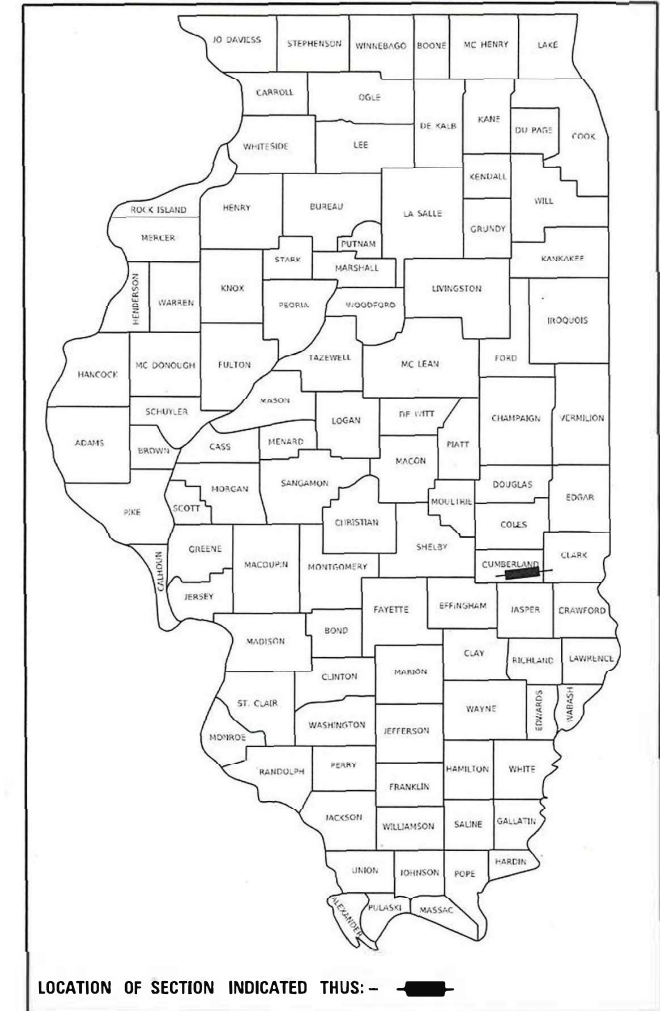 JO DAVIESS STEPHENSON WINNEBAGO BOONE MC HENRY LAKE
CARROLL OGLE DE KALB KANE DU PAGE COOK
WHITESIDE LEE
KENDALL
ROCK ISLAND HENRY BUREAU LA SALLE GRUNDY WILL
MERCER PUTNAM
STARK MARSHALL KANKAKEE
HENDERSON WARREN KNOX PEORIA WOODFORD LIVINGSTON IROQUOIS
HANCOCK MC DONOUGH FULTON TAZEWELL MC LEAN FORD
MASON
SCHUYLER LOGAN DE WITT CHAMPAIGN VERMILION
ADAMS BROWN CASS MENARD MACON PIATT
PIKE SCOTT MORGAN SANGAMON CHRISTIAN MOULTRIE DOUGLAS EDGAR
COLES
CALHOUN GREENE MACOUPIN MONTGOMERY SHELBY CUMBERLAND CLARK
JERSEY FAYETTE EFFINGHAM JASPER CRAWFORD
MADISON BOND
CLINTON MARION CLAY RICHLAND LAWRENCE
ST. CLAIR WASHINGTON JEFFERSON WAYNE EDWARDS WABASH
MONROE
RANDOLPH PERRY FRANKLIN HAMILTON WHITE
JACKSON WILLIAMSON SALINE GALLATIN
UNION JOHNSON POPE HARDIN
ALEXANDER PULASKI MASSAC
LOCATION OF SECTION INDICATED THUS: –